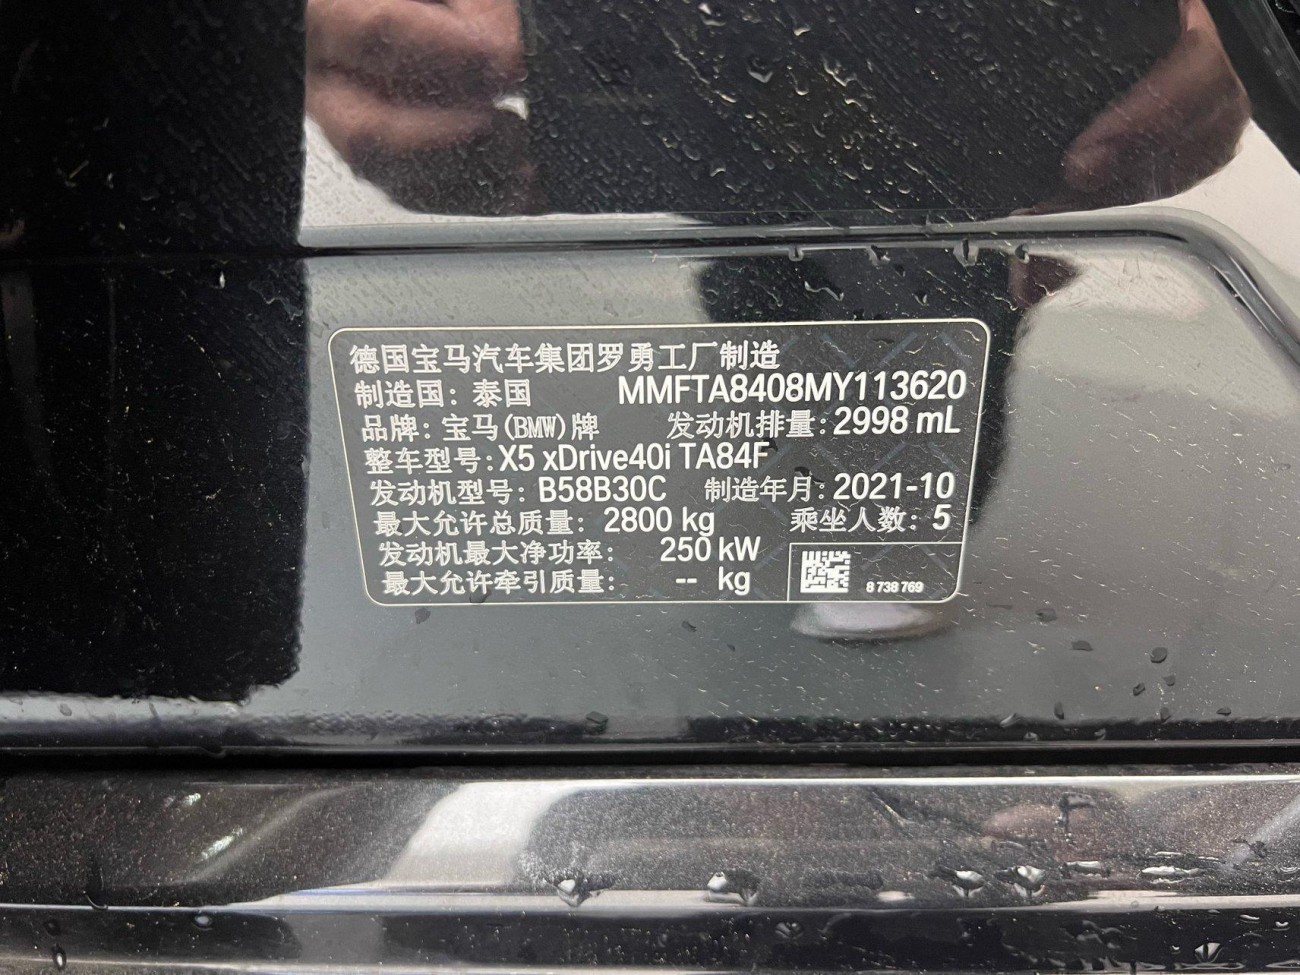 德国宝马汽车集团罗勇工厂制造
制造国：泰国 MMFTA8408MY113620
品牌：宝马(BMW)牌 发动机排量：2998 mL
整车型号：X5 xDrive40i TA84F
发动机型号：B58B30C 制造年月：2021-10
最大允许总质量：2800 kg 乘坐人数：5
发动机最大净功率：250 kW
最大允许牵引质量：-- kg
8 738 769